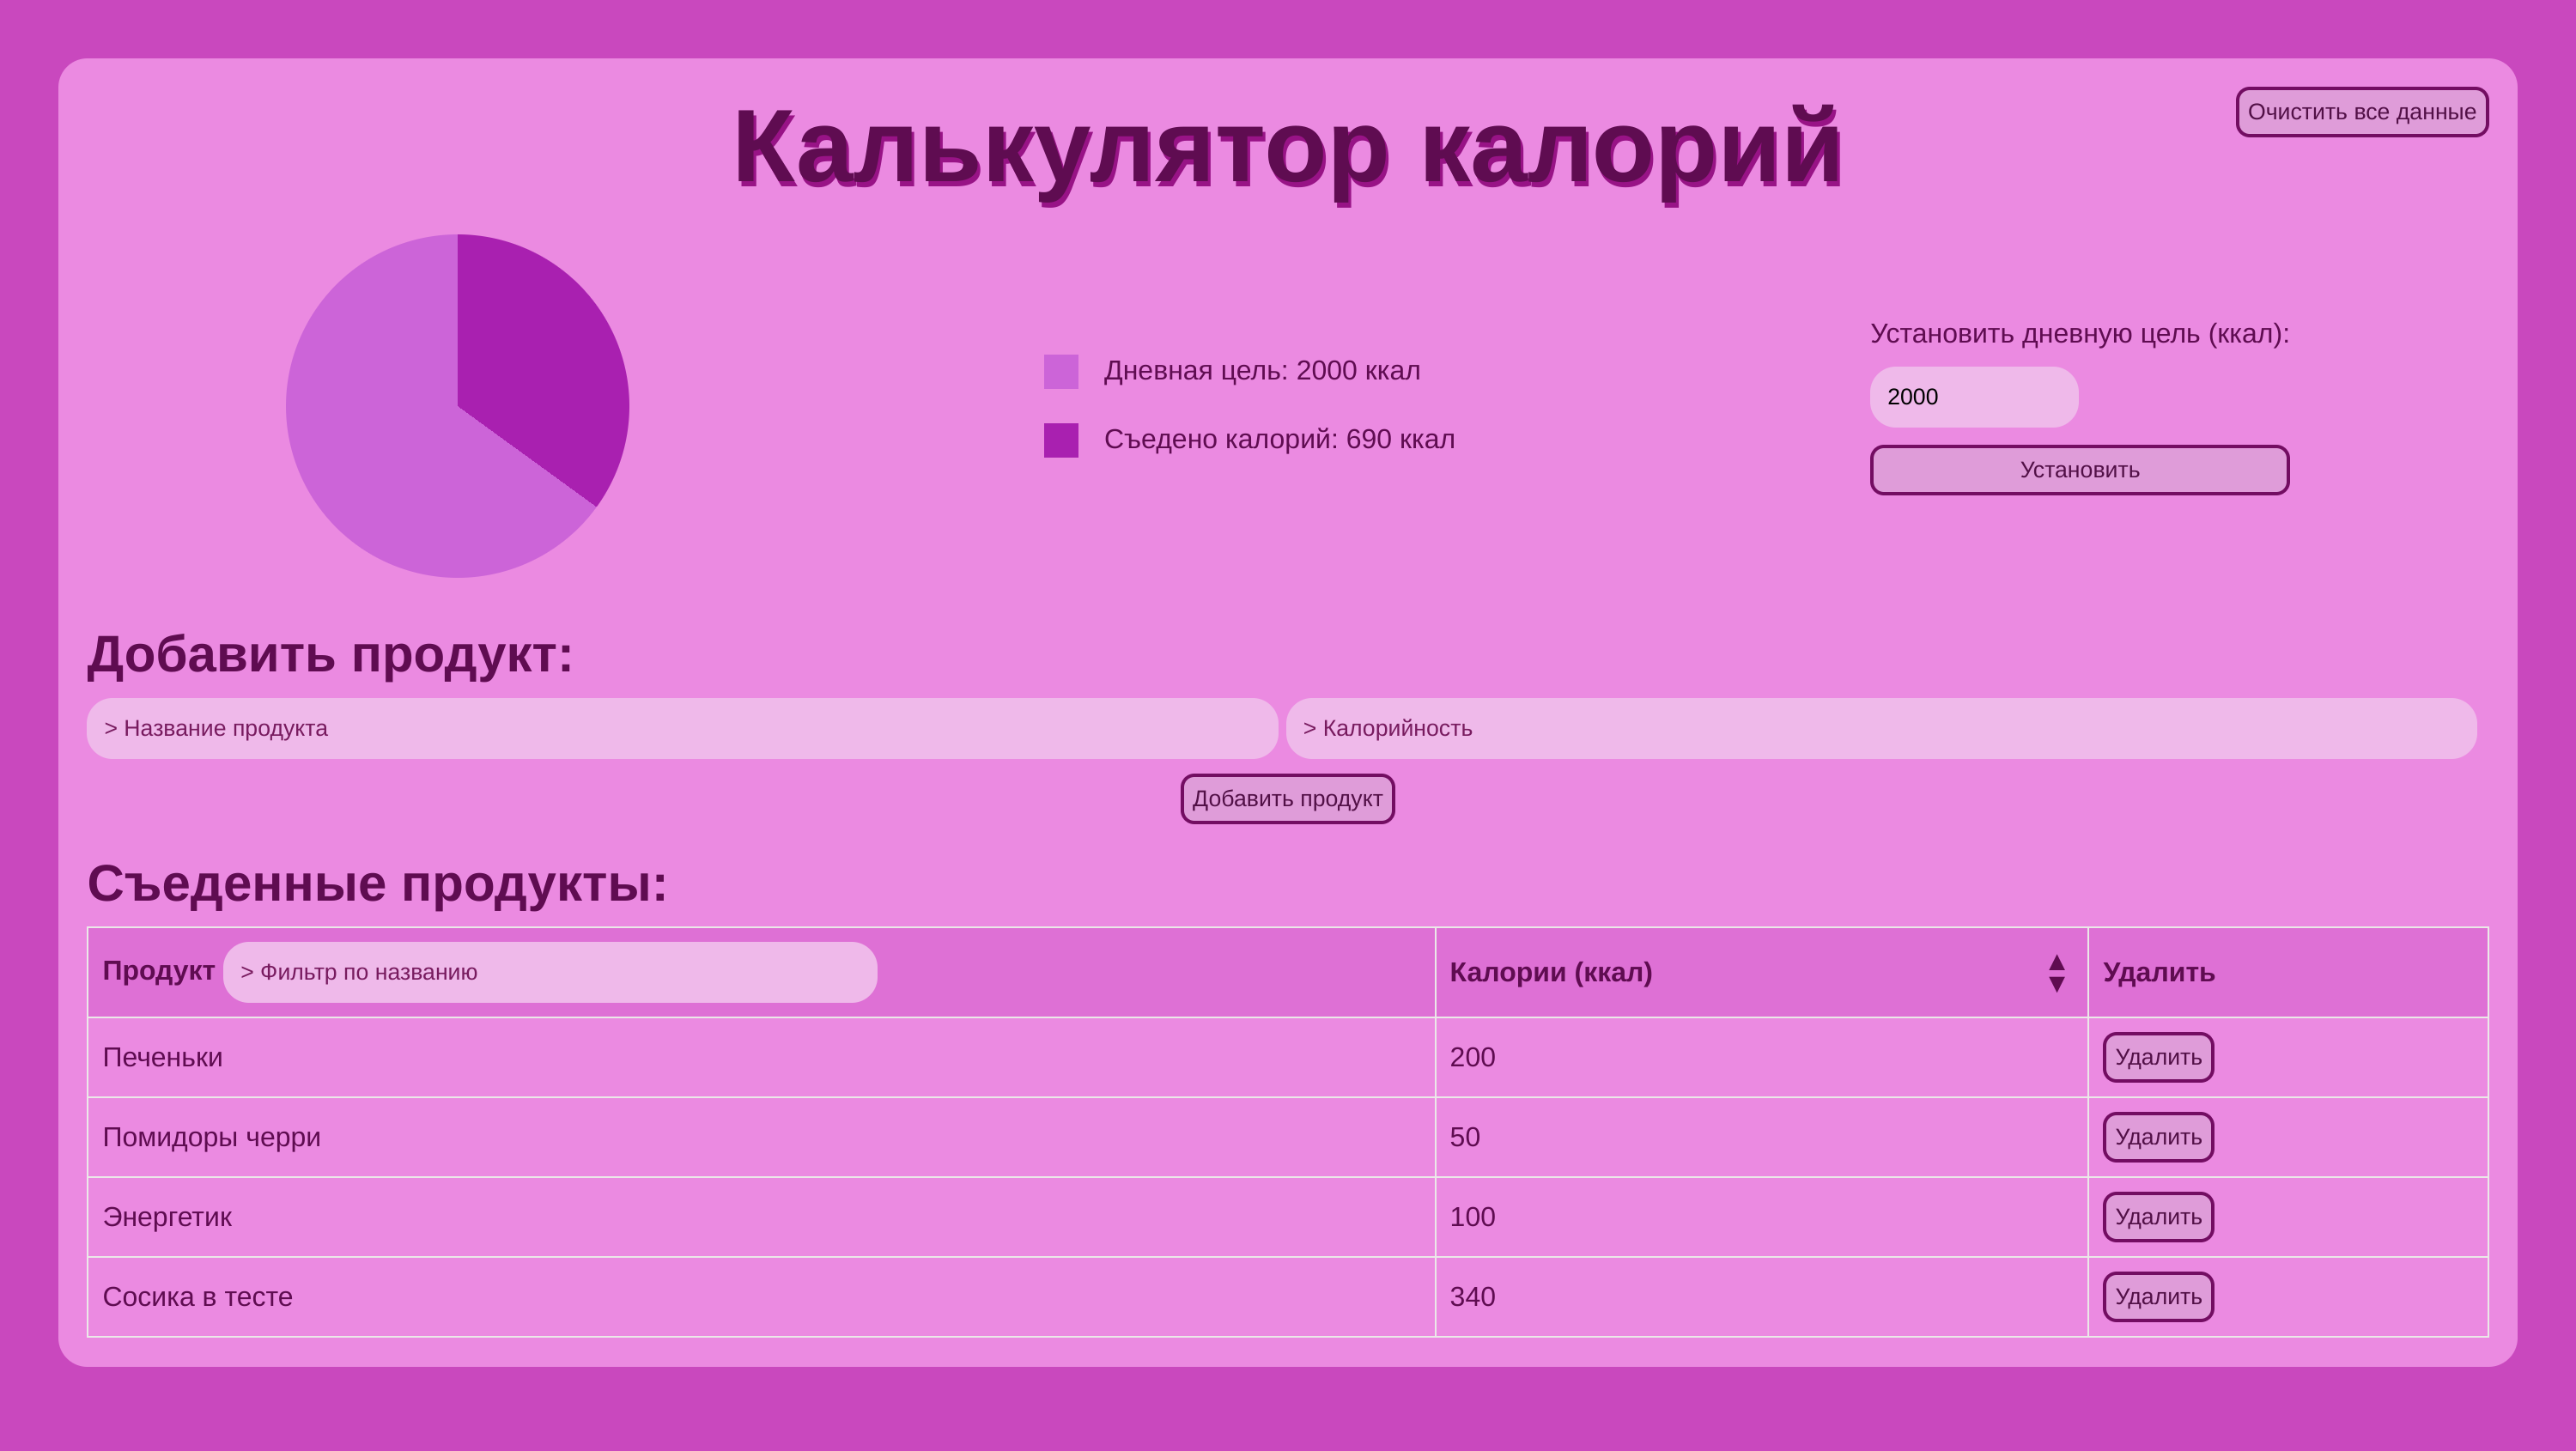 Калькулятор калорий
Очистить все данные
Дневная цель: 2000 ккал
Съедено калорий: 690 ккал
Установить дневную цель (ккал):
2000
Установить
Добавить продукт:
> Название продукта
> Калорийность
Добавить продукт
Съеденные продукты:
Продукт > Фильтр по названию Калории (ккал) ▲▼ Удалить
Печеньки 200 Удалить
Помидоры черри 50 Удалить
Энергетик 100 Удалить
Сосика в тесте 340 Удалить